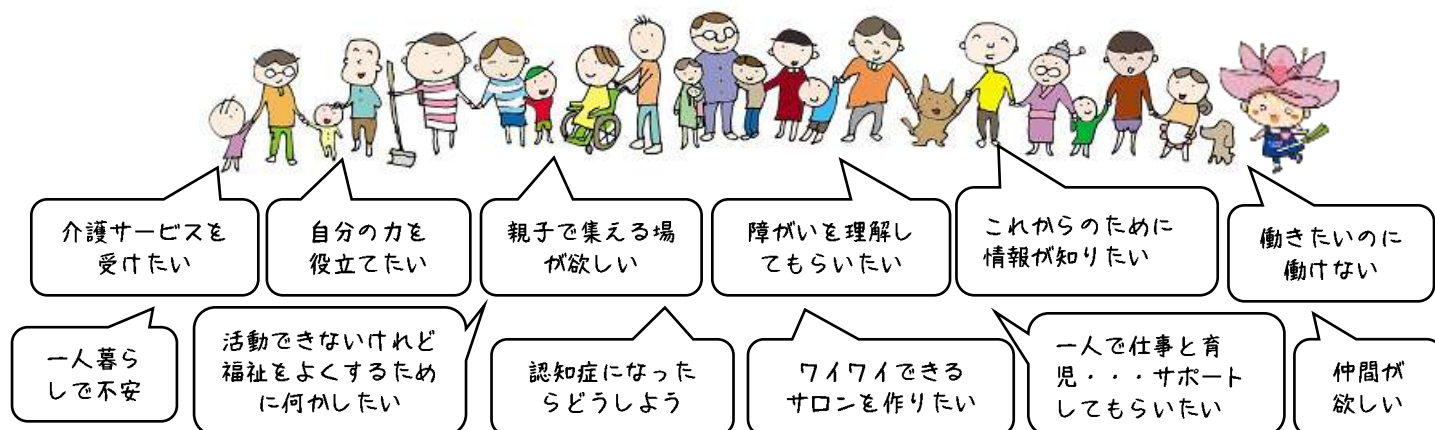 介護サービスを
受けたい
自分の力を
役立てたい
親子で集える場
が欲しい
障がいを理解し
てもらいたい
これからのために
情報が知りたい
働きたいのに
働けない
一人暮ら
しで不安
活動できないけれど
福祉をよくするため
に何かしたい
認知症になった
らどうしよう
ワイワイできる
サロンを作りたい
一人で仕事と育
児・・・サポート
してもらいたい
仲間が
欲しい